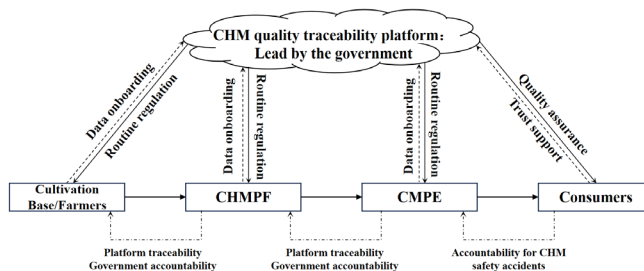 CHM quality traceability platform:
Lead by the government
Data onboarding
Routine regulation
Data onboarding
Routine regulation
Data onboarding
Routine regulation
Quality assurance
Trust support
Cultivation
Base/Farmers
CHMPF
CMPE
Consumers
Platform traceability
Government accountability
Platform traceability
Government accountability
Accountability for CHM
safety accidents